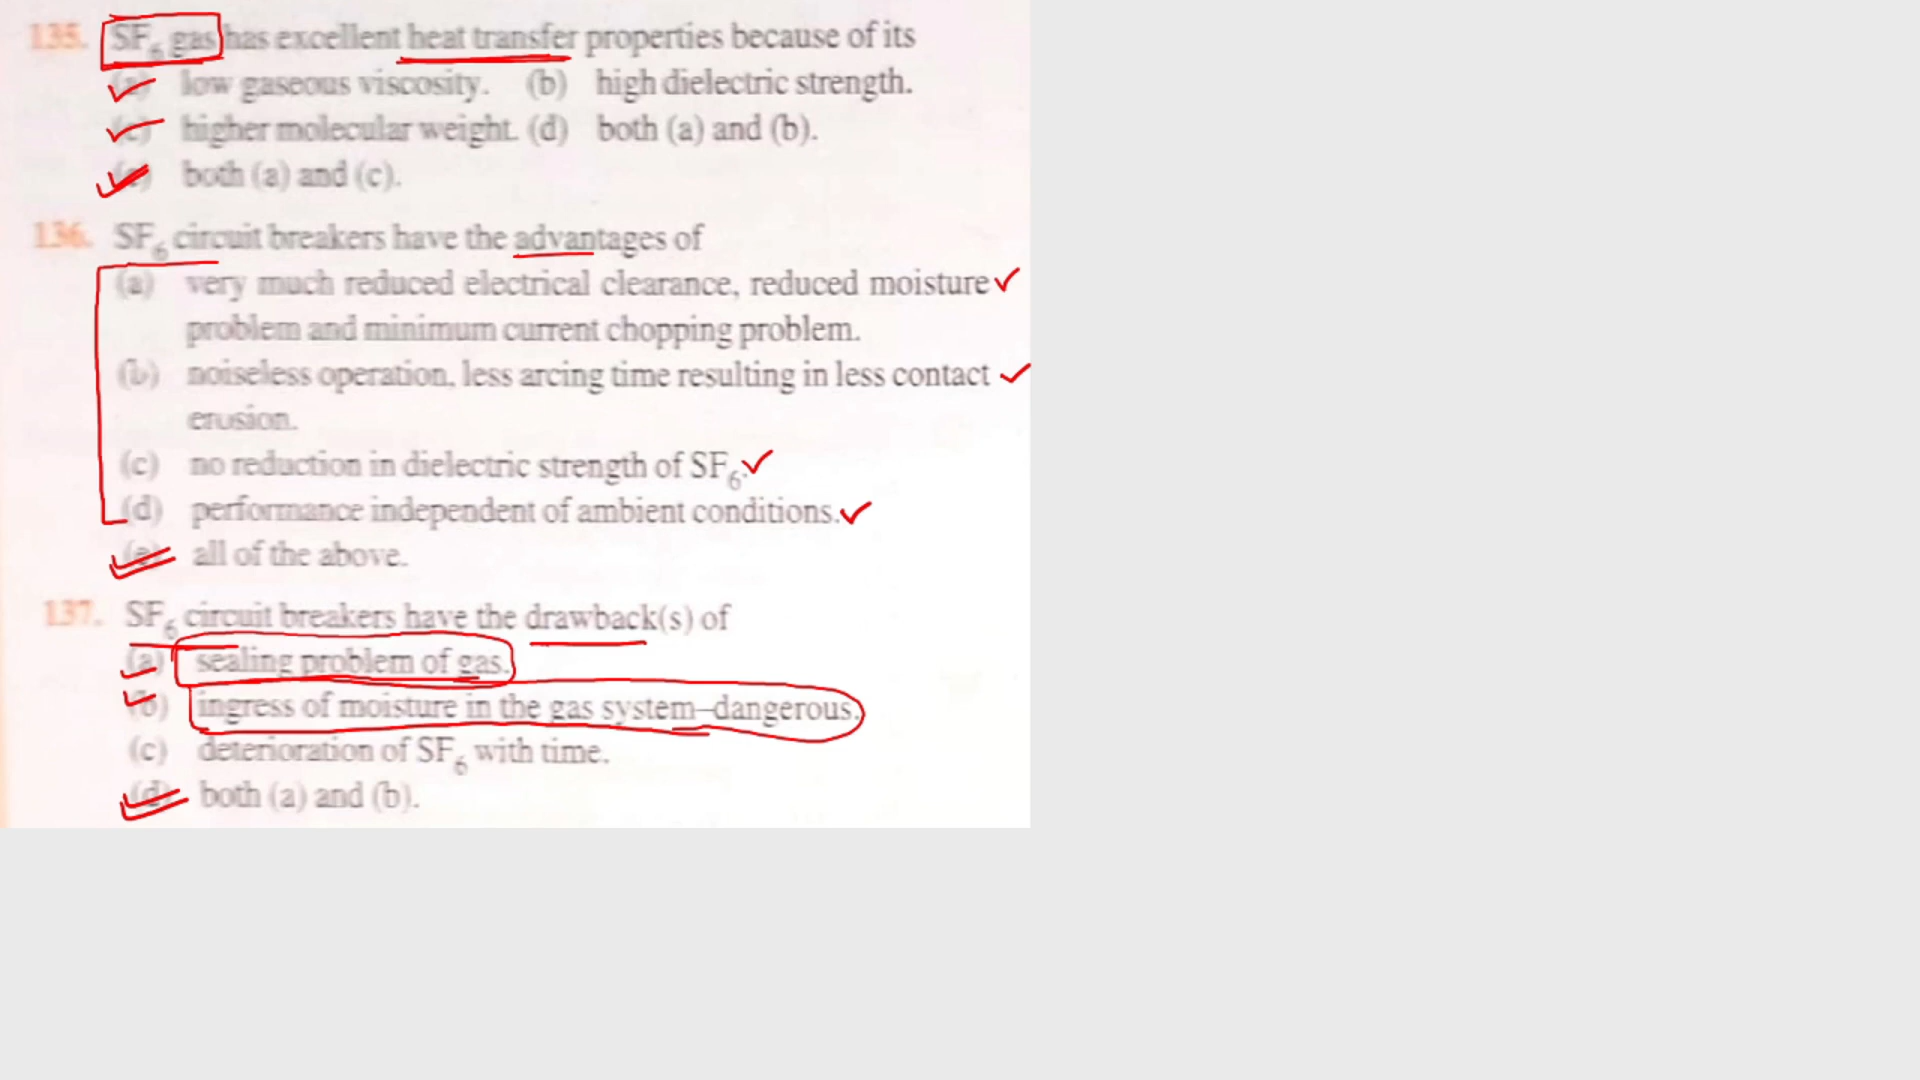 135. SF6 gas has excellent heat transfer properties because of its
(a) low gaseous viscosity. (b) high dielectric strength.
(c) higher molecular weight. (d) both (a) and (b).
(e) both (a) and (c).
136. SF6 circuit breakers have the advantages of
(a) very much reduced electrical clearance, reduced moisture
problem and minimum current chopping problem.
(b) noiseless operation, less arcing time resulting in less contact
erosion.
(c) no reduction in dielectric strength of SF6.
(d) performance independent of ambient conditions.
(e) all of the above.
137. SF6 circuit breakers have the drawback(s) of
(a) sealing problem of gas.
(b) ingress of moisture in the gas system–dangerous.
(c) deterioration of SF6 with time.
(d) both (a) and (b).